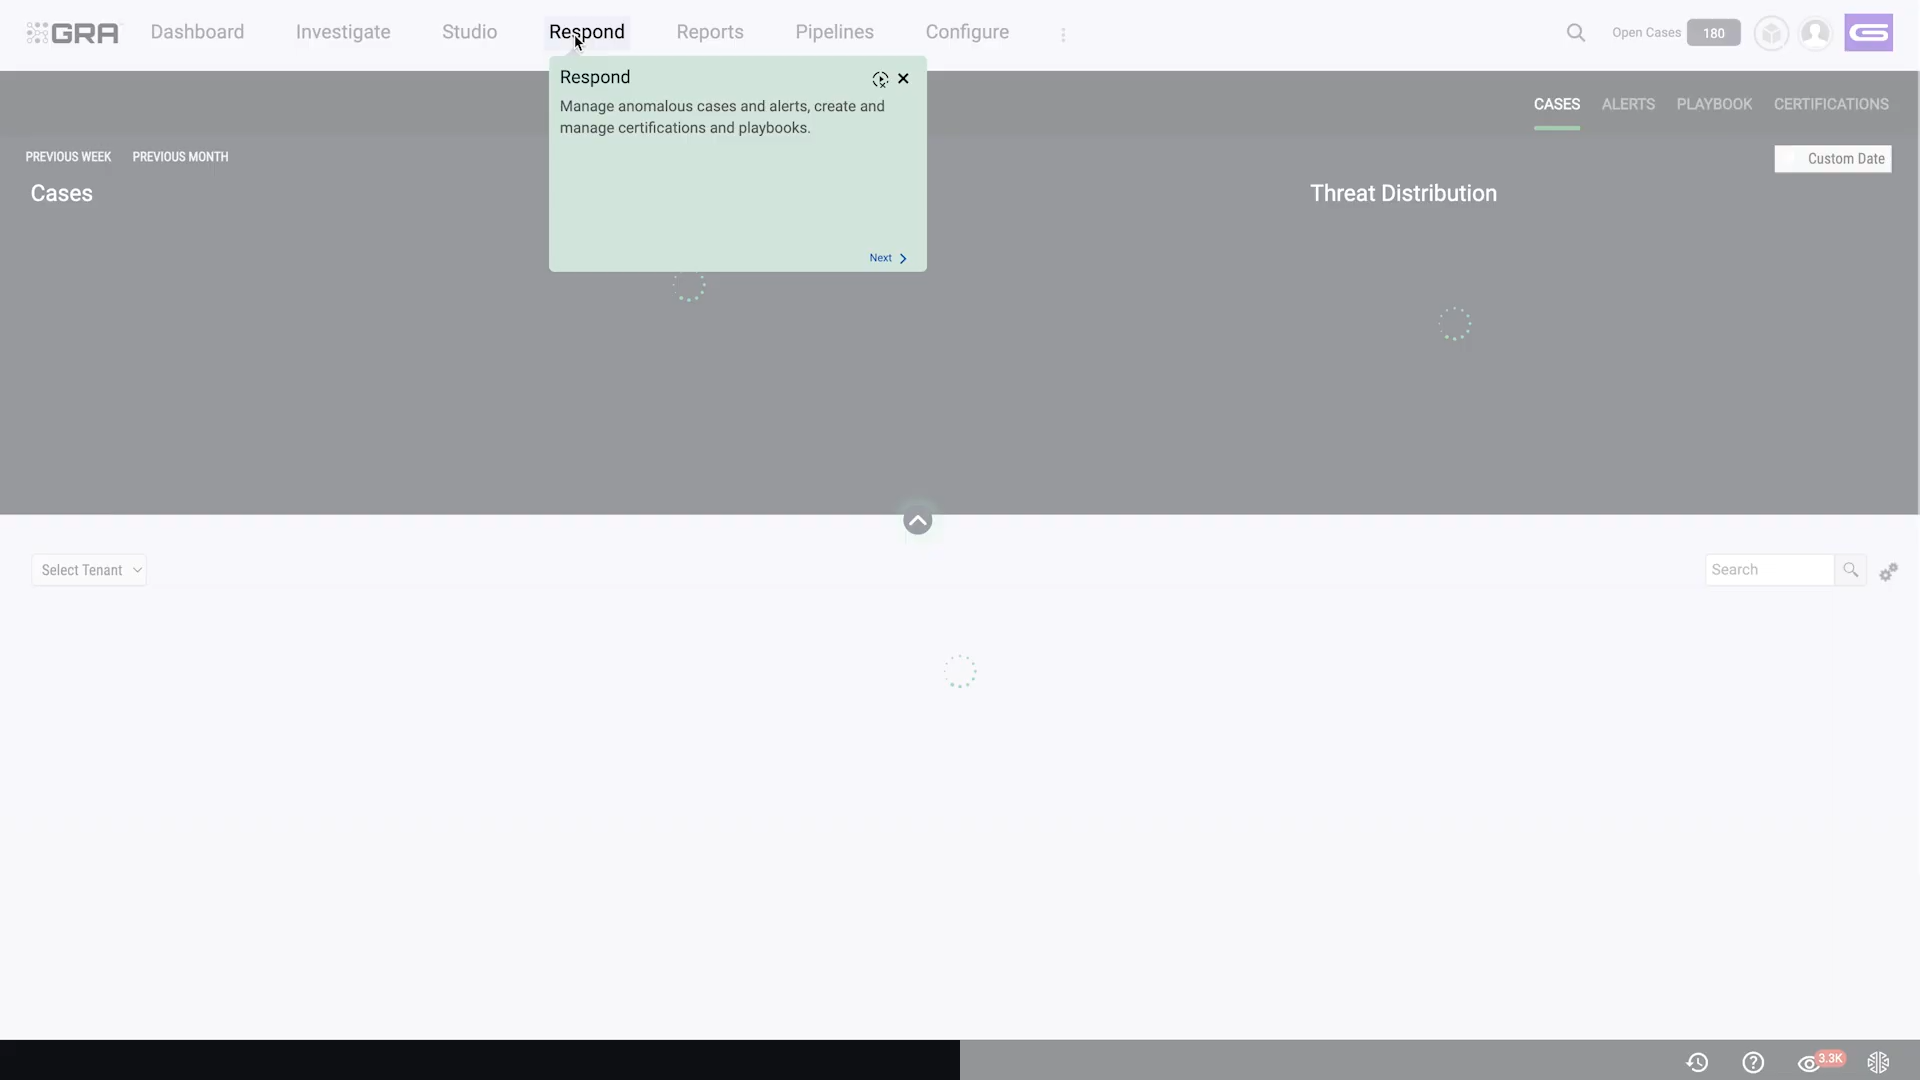 GRA
Dashboard
Investigate
Studio
Respond
Reports
Pipelines
Configure
Open Cases
180
Respond
Manage anomalous cases and alerts, create and
manage certifications and playbooks.
Next
CASES
ALERTS
PLAYBOOK
CERTIFICATIONS
PREVIOUS WEEK
PREVIOUS MONTH
Custom Date
Cases
Threat Distribution
Select Tenant
Search
3.3K